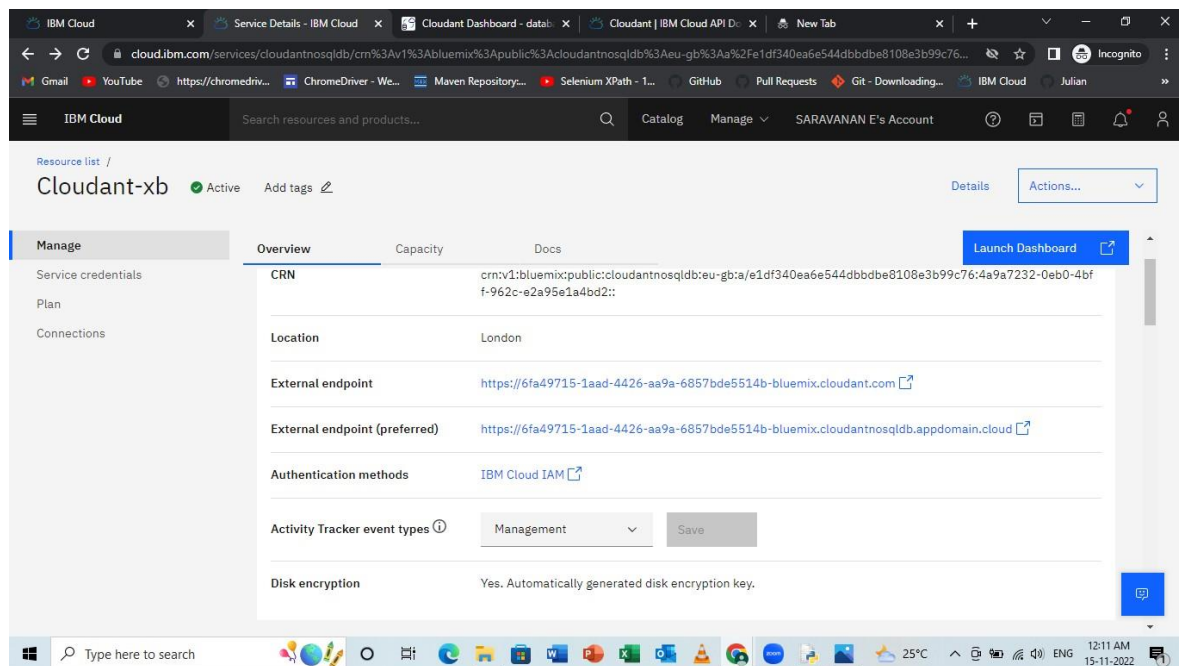 IBM Cloud
Service Details - IBM Cloud
Cloudant Dashboard - datab
Cloudant | IBM Cloud API Do
New Tab
cloud.ibm.com/services/cloudantnosqldb/crn%3Av1%3Abluemix%3Apublic%3Acloudantnosqldb%3Aeu-gb%3Aa%2Fe1df340ea6e544dbbdbe8108e3b99c76...
Incognito
Gmail
YouTube
https://chromedriv...
ChromeDriver - We...
Maven Repository:...
Selenium XPath - 1...
GitHub
Pull Requests
Git - Downloading...
IBM Cloud
Julian
»
IBM Cloud
Search resources and products...
Catalog
Manage
SARAVANAN E's Account
Resource list /
Cloudant-xb
Active
Add tags
Details
Actions...
Manage
Service credentials
Plan
Connections
Overview
Capacity
Docs
Launch Dashboard
CRN
crn:v1:bluemix:public:cloudantnosqldb:eu-gb:a/e1df340ea6e544dbbdbe8108e3b99c76:4a9a7232-0eb0-4bf
f-962c-e2a95e1a4bd2::
Location
London
External endpoint
https://6fa49715-1aad-4426-aa9a-6857bde5514b-bluemix.cloudant.com
External endpoint (preferred)
https://6fa49715-1aad-4426-aa9a-6857bde5514b-bluemix.cloudantnosqldb.appdomain.cloud
Authentication methods
IBM Cloud IAM
Activity Tracker event types
Management
Save
Disk encryption
Yes. Automatically generated disk encryption key.
Type here to search
25°C
ENG
12:11 AM
15-11-2022